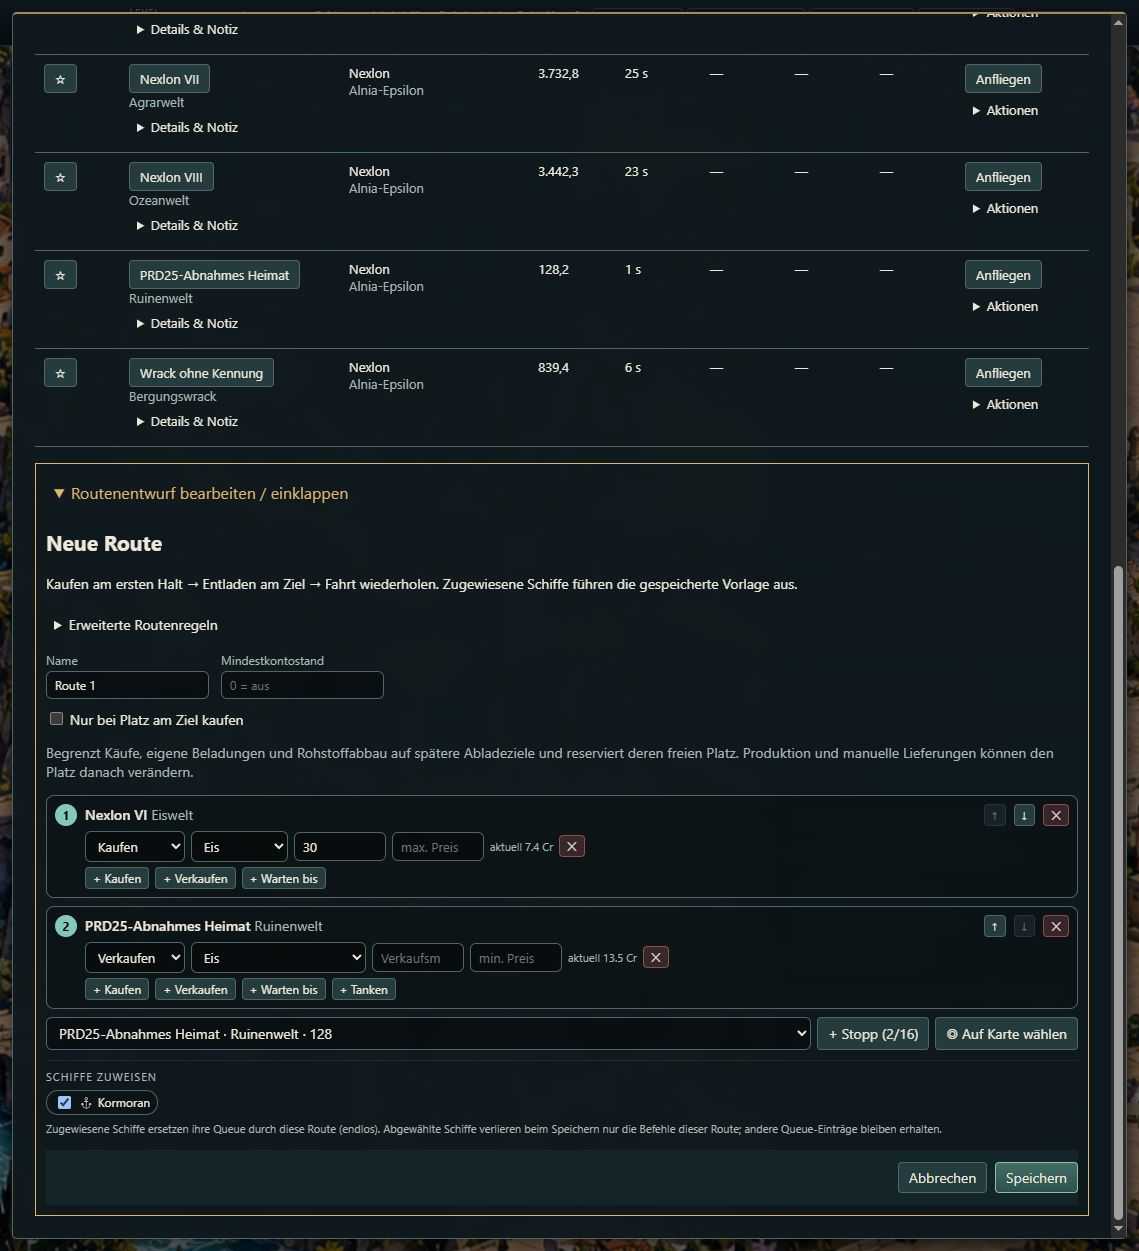 ▶ Details & Notiz
▶ Aktionen
☆ Nexlon VII Nexlon 3.732,8 25 s — — — Anfliegen
Agrarwelt Alnia-Epsilon ▶ Aktionen
▶ Details & Notiz
☆ Nexlon VIII Nexlon 3.442,3 23 s — — — Anfliegen
Ozeanwelt Alnia-Epsilon ▶ Aktionen
▶ Details & Notiz
☆ PRD25-Abnahmes Heimat Nexlon 128,2 1 s — — — Anfliegen
Ruinenwelt Alnia-Epsilon ▶ Aktionen
▶ Details & Notiz
☆ Wrack ohne Kennung Nexlon 839,4 6 s — — — Anfliegen
Bergungswrack Alnia-Epsilon ▶ Aktionen
▶ Details & Notiz
▼ Routenentwurf bearbeiten / einklappen
Neue Route
Kaufen am ersten Halt → Entladen am Ziel → Fahrt wiederholen. Zugewiesene Schiffe führen die gespeicherte Vorlage aus.
▶ Erweiterte Routenregeln
Name Mindestkontostand
Route 1 0 = aus
Nur bei Platz am Ziel kaufen
Begrenzt Käufe, eigene Beladungen und Rohstoffabbau auf spätere Abladeziele und reserviert deren freien Platz. Produktion und manuelle Lieferungen können den
Platz danach verändern.
1 Nexlon VI Eiswelt ↑ ↓ ✕
Kaufen Eis 30 max. Preis aktuell 7.4 Cr ✕
+ Kaufen + Verkaufen + Warten bis
2 PRD25-Abnahmes Heimat Ruinenwelt ↑ ↓ ✕
Verkaufen Eis Verkaufsm min. Preis aktuell 13.5 Cr ✕
+ Kaufen + Verkaufen + Warten bis + Tanken
PRD25-Abnahmes Heimat · Ruinenwelt · 128 + Stopp (2/16) ◎ Auf Karte wählen
SCHIFFE ZUWEISEN
⚓ Kormoran
Zugewiesene Schiffe ersetzen ihre Queue durch diese Route (endlos). Abgewählte Schiffe verlieren beim Speichern nur die Befehle dieser Route; andere Queue-Einträge bleiben erhalten.
Abbrechen Speichern